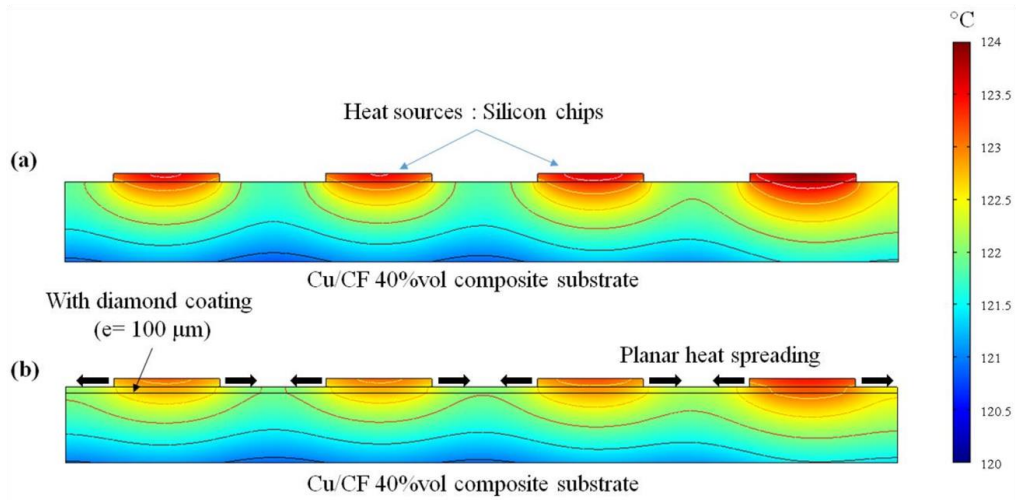 °C
124
123.5
123
122.5
122
121.5
121
120.5
120
Heat sources : Silicon chips
(a)
Cu/CF 40%vol composite substrate
With diamond coating
(e= 100 μm)
(b)
Planar heat spreading
Cu/CF 40%vol composite substrate